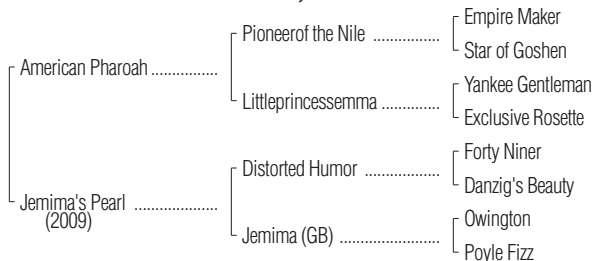 Empire Maker
Pioneerof the Nile ................
Star of Goshen
American Pharoah ................
Yankee Gentleman
Littleprincessemma ..............
Exclusive Rosette
Forty Niner
Distorted Humor ..................
Danzig's Beauty
Jemima's Pearl ....................
(2009)
Owington
Jemima (GB) ........................
Poyle Fizz